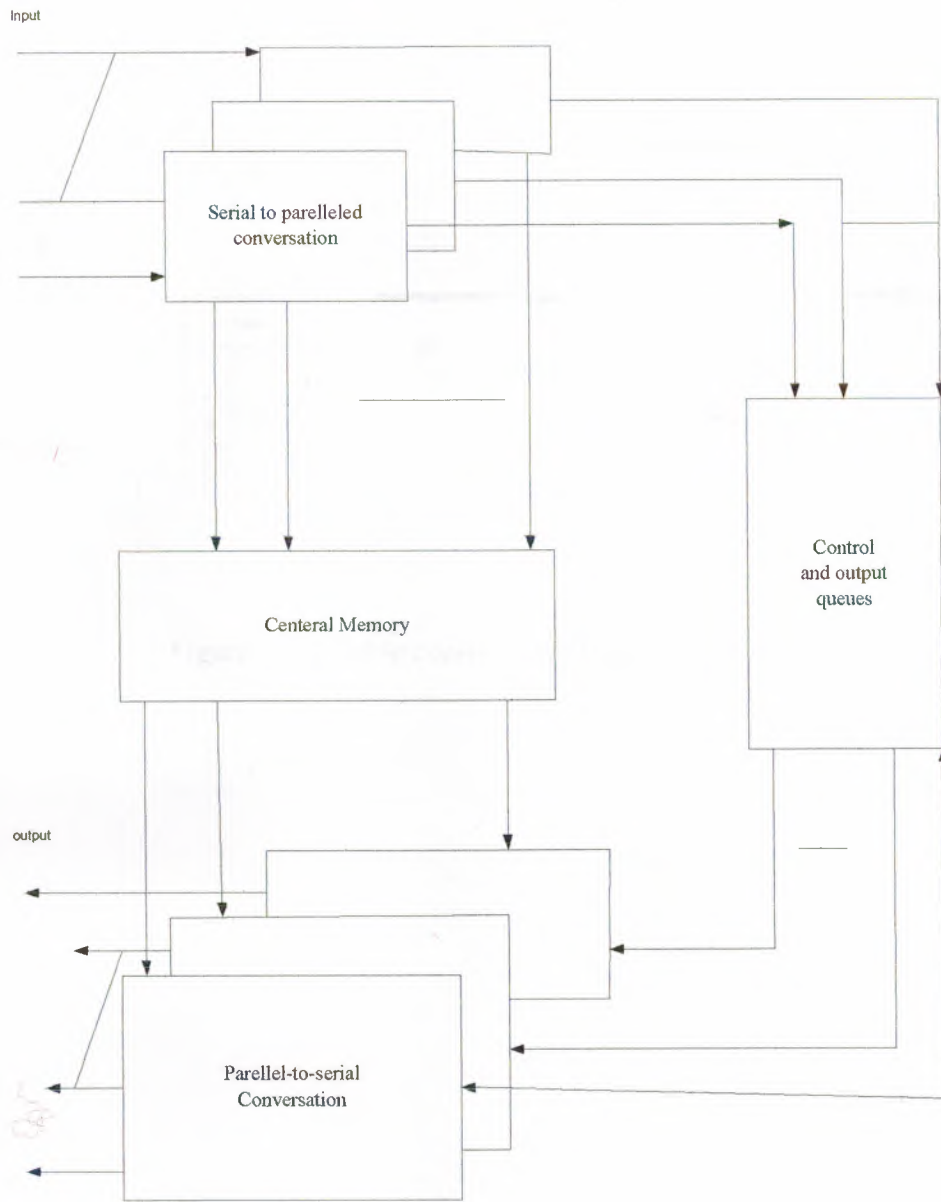 Input
Serial to parelleled
conversation
Control
and output
queues
Centeral Memory
output
Parellel-to-serial
Conversation